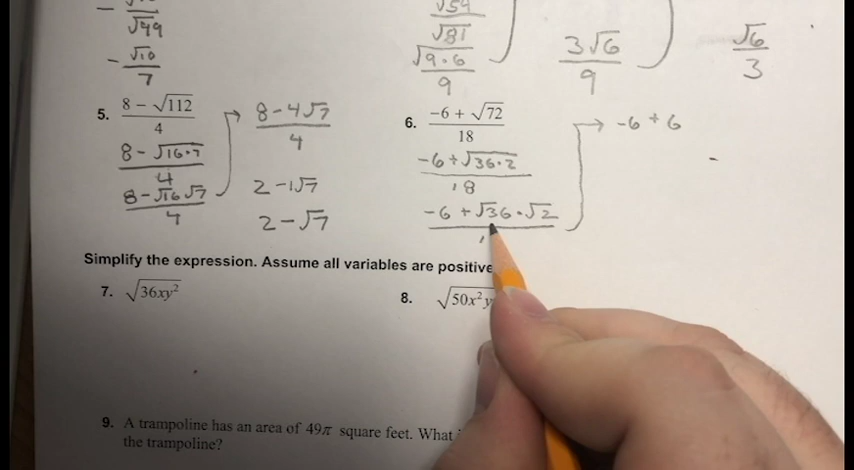 - √49
- √10
7
√54
√81
√9·6
9
3√6
9
√6
3
5. 8 − √112
4
8 - √16·7
4
8 - √16 √7
4
8 - 4√7
4
2 - 1√7
2 - √7
6. −6 + √72
18
-6 + √36·2
18
-6 + √36 · √2
-6 + 6
Simplify the expression. Assume all variables are positive
7. √36xy²
8. √50x²y
9. A trampoline has an area of 49π square feet. What
the trampoline?